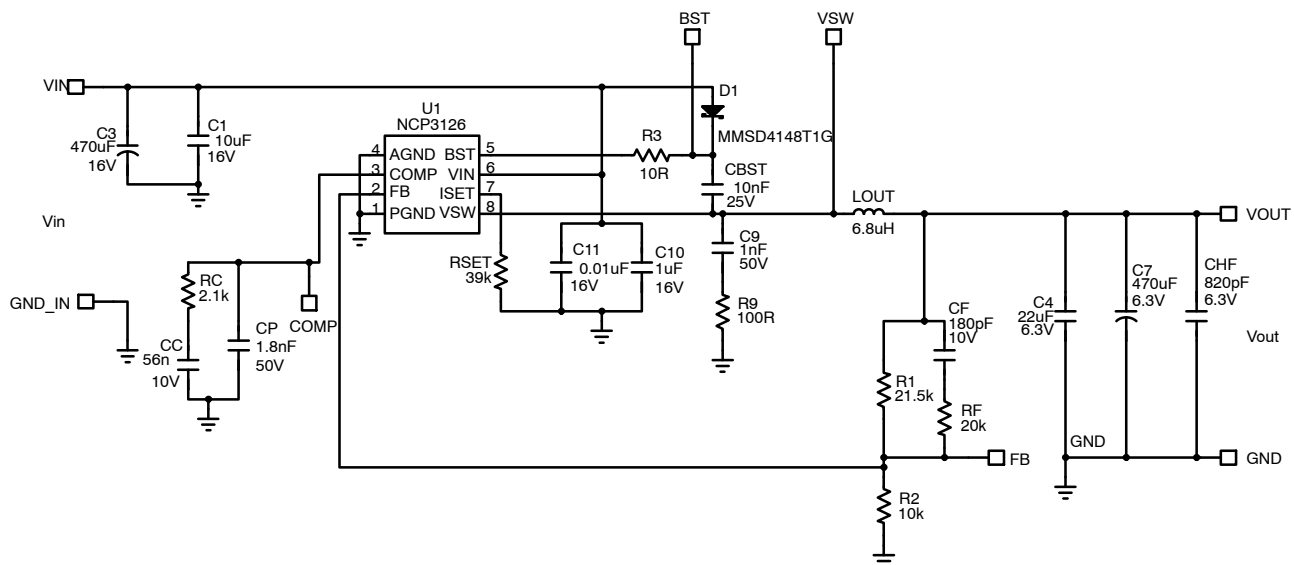 BST
VSW
VIN
D1
U1
NCP3126
C3
470uF
16V
C1
10uF
16V
R3
10R
MMSD4148T1G
4
AGND BST
5
3
COMP VIN
6
2
FB ISET
7
1
PGND VSW
8
CBST
10nF
25V
LOUT
6.8uH
VOUT
Vin
C9
1nF
50V
C11
0.01uF
16V
C10
1uF
16V
RSET
39k
RC
2.1k
C7
470uF
6.3V
CHF
820pF
6.3V
GND_IN
COMP
R9
100R
CF
180pF
10V
C4
22uF
6.3V
CP
1.8nF
50V
CC
56n
10V
Vout
R1
21.5k
RF
20k
GND
FB
GND
R2
10k